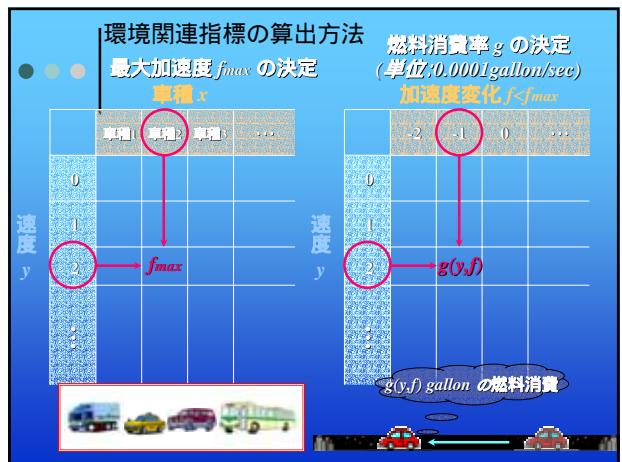 環境関連指標の算出方法
最大加速度 fmax の決定
車種 x
車種1 車種2 車種3 ・・・
速度 y
0
1
2
⋮
fmax
燃料消費率 g の決定
(単位:0.0001gallon/sec)
加速度変化 f<fmax
-2 -1 0 ・・・
速度 y
0
1
2
⋮
g(y,f)
g(y,f) gallon の燃料消費